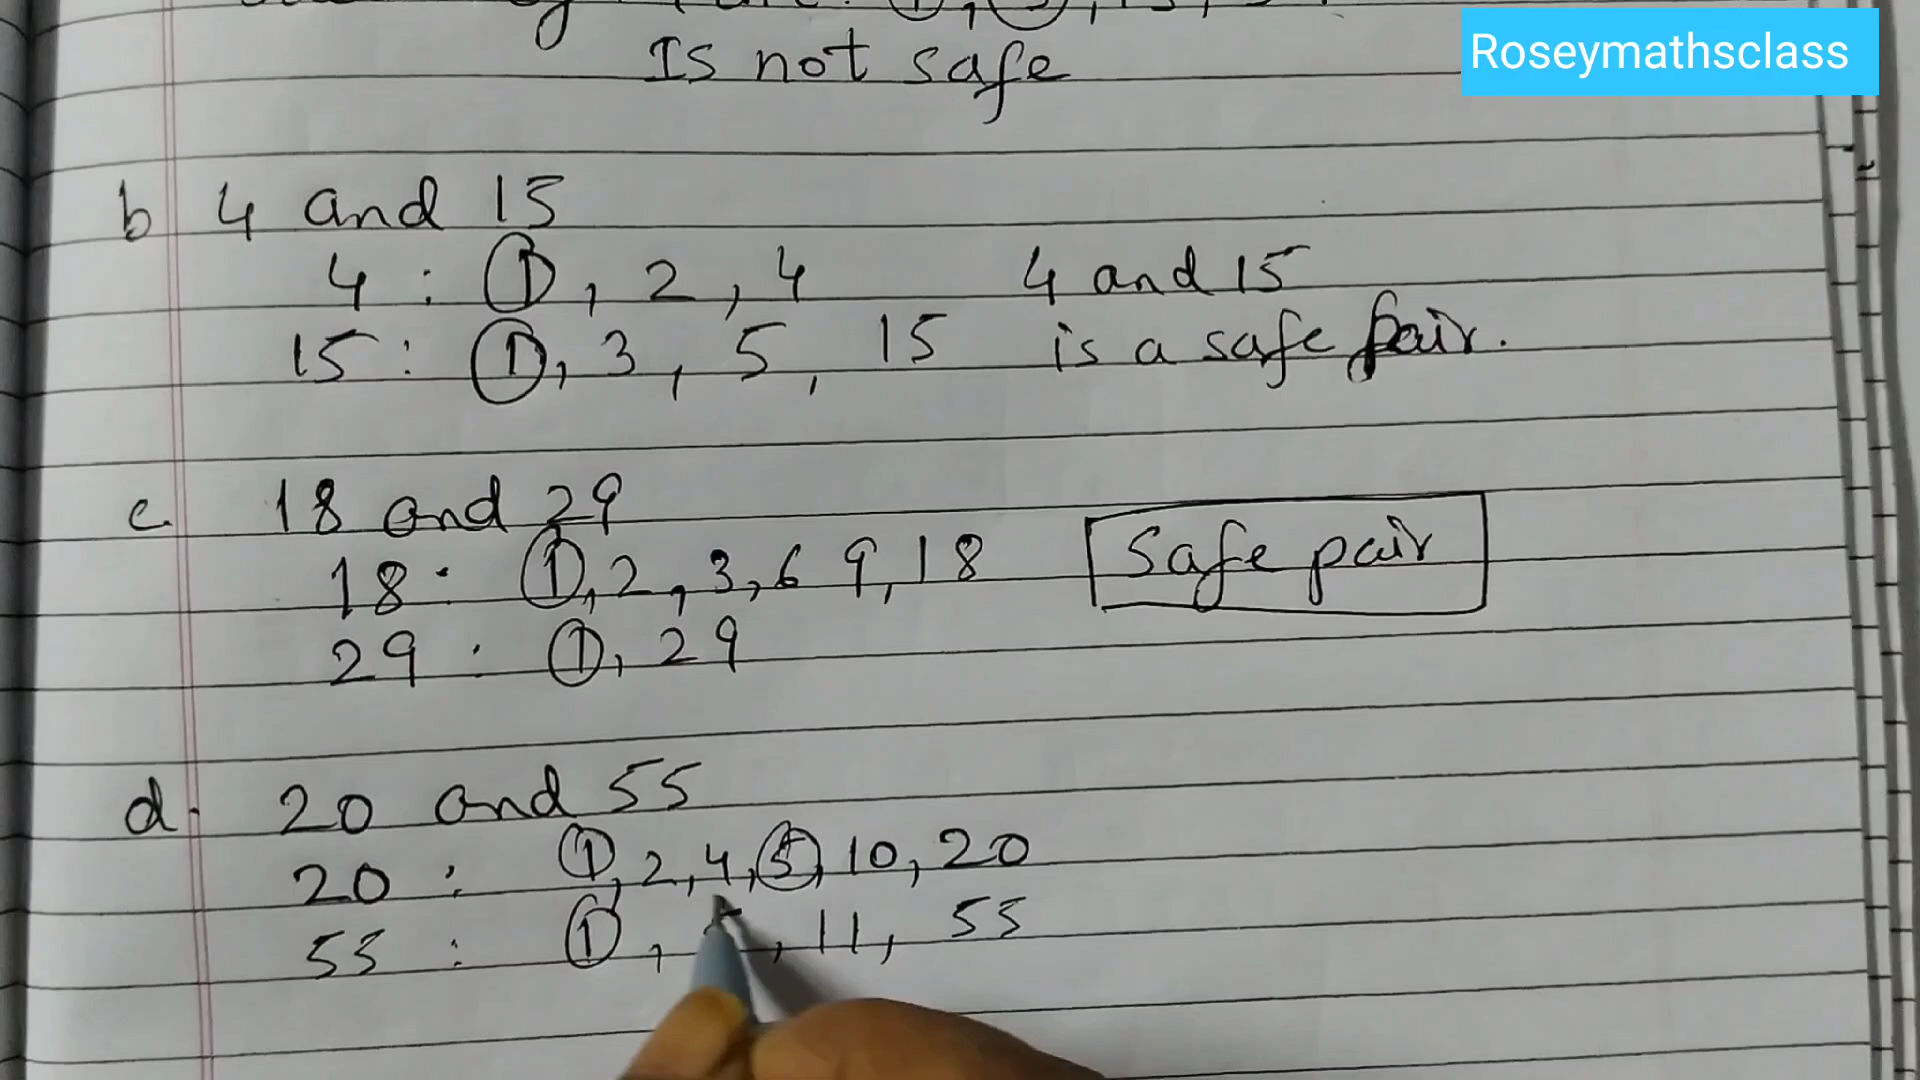 Is not safe
Roseymathsclass
b 4 and 15
4 : 1, 2, 4
4 and 15
15 : 1, 3, 5, 15
is a safe pair.
c. 18 and 29
18 : 1, 2, 3, 6 9, 18
Safe pair
29 : 1, 29
d. 20 and 55
20 : 1, 2, 4, 5, 10, 20
55 : 1, , 11, 55